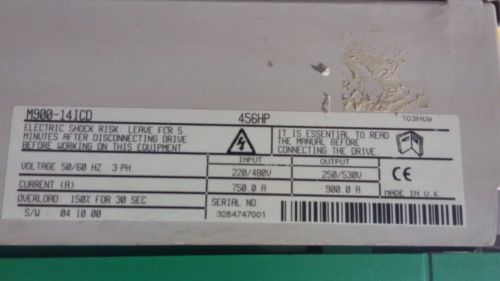 M900-14ICD 456HP 103HOW
ELECTRIC SHOCK RISK LEAVE FCR 5
MINUTES AFTER DISCONNECTING DRIVE
BEFORE WORKING ON THIS EQUIPMENT
IT IS ESSENTIAL TO READ
THE MANUAL BEFORE
CONNECTING THE DRIVE
INPUT OUTPUT
VOLTAGE 50/60 HZ 3 PH 220/480V 250/530V
CURRENT (A) 750.0 A 900.0 A
CE
MADE IN U.K
OVERLOAD 150% FOR 30 SEC
S/W 04 10 00
SERIAL NO
3284747001